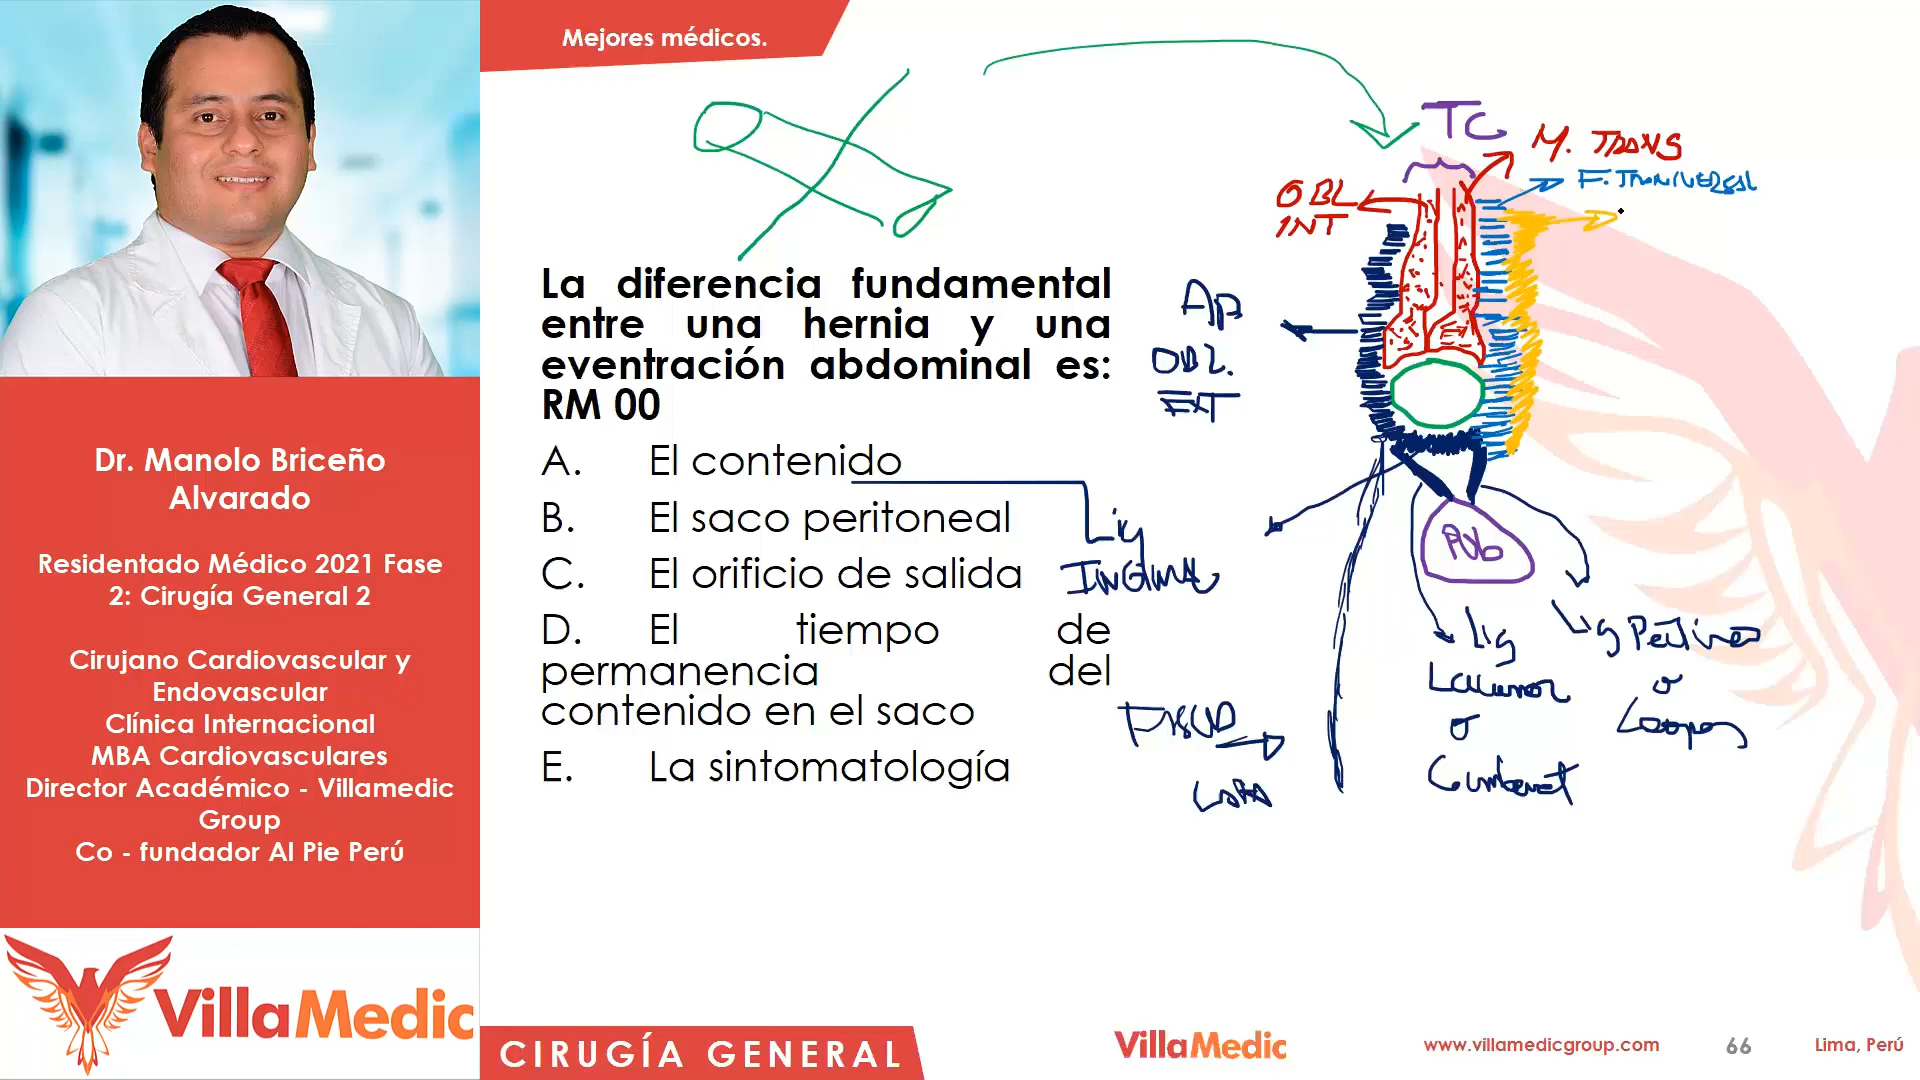 Mejores médicos.
TC
M. TRANS
F. TRANSVERSAL
OBL
INT
AP
OBL.
EXT
La diferencia fundamental
entre una hernia y una
eventración abdominal es:
RM 00
A. El contenido
B. El saco peritoneal
C. El orificio de salida
D. El tiempo de
permanencia del
contenido en el saco
E. La sintomatología
Lig
INGUINAL
Pub
Lig
o
Lig
o
Dr. Manolo Briceño
Alvarado
Residentado Médico 2021 Fase
2: Cirugía General 2
Cirujano Cardiovascular y
Endovascular
Clínica Internacional
MBA Cardiovasculares
Director Académico - Villamedic
Group
Co - fundador Al Pie Perú
VillaMedic
CIRUGÍA GENERAL
VillaMedic
www.villamedicgroup.com
66
Lima, Perú